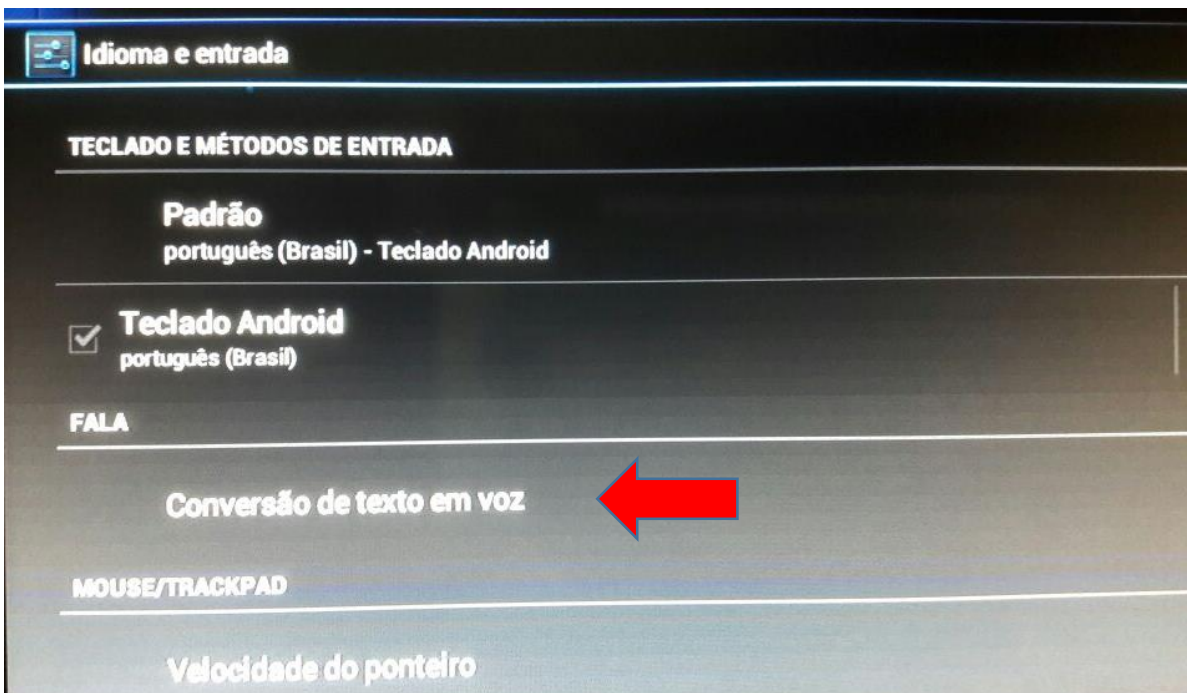 Idioma e entrada
TECLADO E MÉTODOS DE ENTRADA
Padrão
português (Brasil) - Teclado Android
Teclado Android
português (Brasil)
FALA
Conversão de texto em voz
MOUSE/TRACKPAD
Velocidade do ponteiro